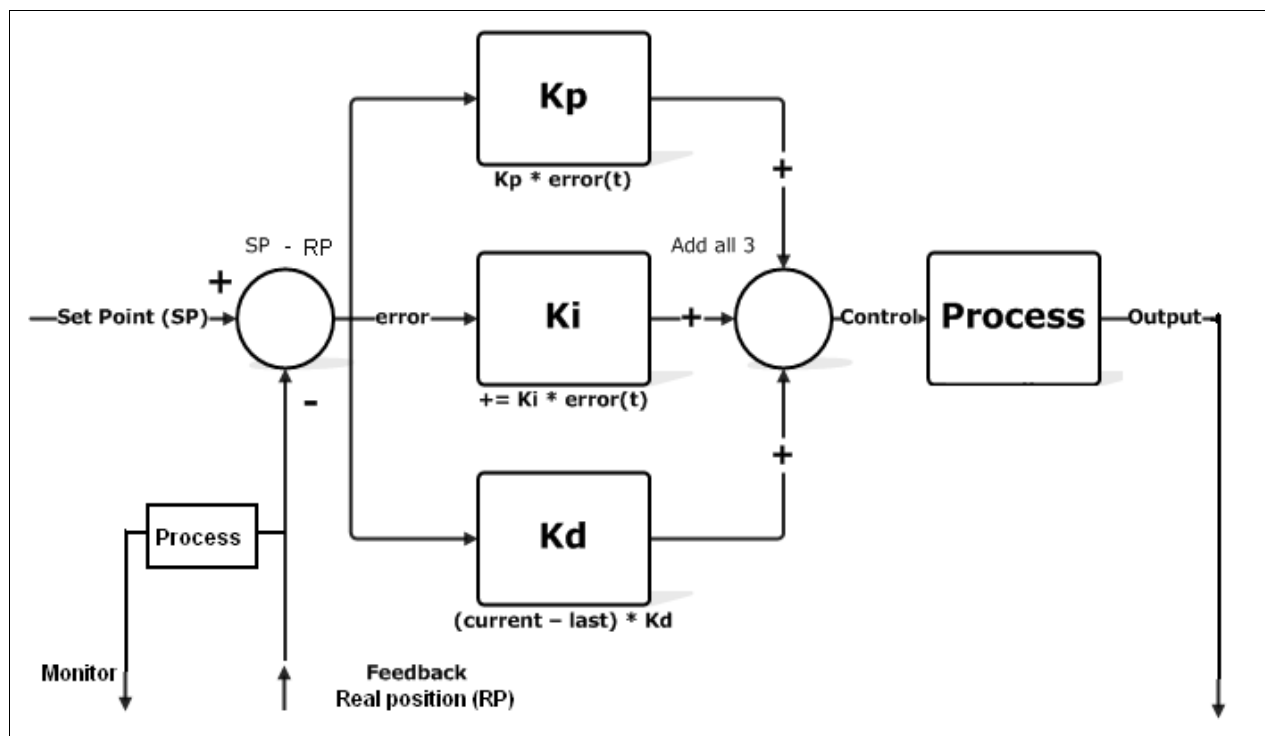 Kp
Kp * error(t)
+
SP - RP
Add all 3
+
Set Point (SP)
error
Ki
+
Control
Process
Output
-
+= Ki * error(t)
+
Process
Kd
(current – last) * Kd
Monitor
Feedback
Real position (RP)